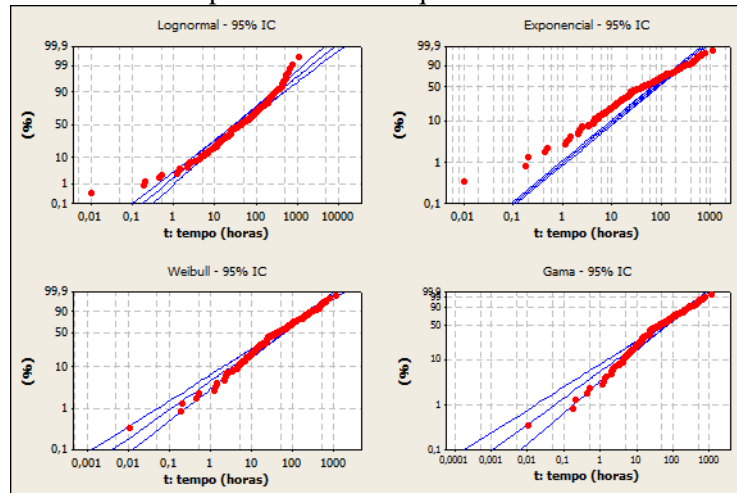 Lognormal - 95% IC
99,9
99
90
50
10
1
0,1
(%)
0,01 0,1 1 10 100 1000 10000
t: tempo (horas)
Exponencial - 95% IC
99,9
90
50
10
1
0,1
(%)
0,01 0,1 1 10 100 1000
t: tempo (horas)
Weibull - 95% IC
99,9
90
50
10
1
0,1
(%)
0,001 0,01 0,1 1 10 100 1000
t: tempo (horas)
Gama - 95% IC
99,9
90
50
10
1
0,1
(%)
0,0001 0,001 0,01 0,1 1 10 100 1000
t: tempo (horas)